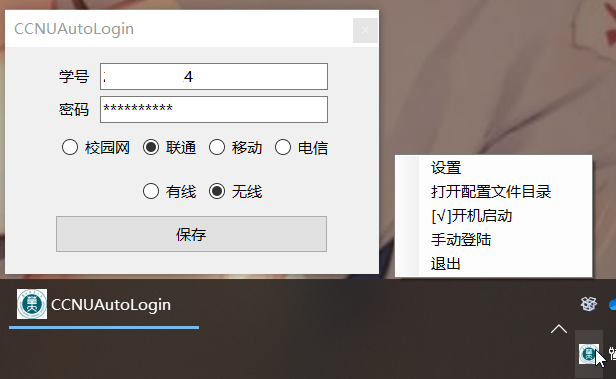 CCNUAutoLogin
学号 4
密码 **********
校园网 联通 移动 电信
有线 无线
保存
设置
打开配置文件目录
[√]开机启动
手动登陆
退出
CCNUAutoLogin